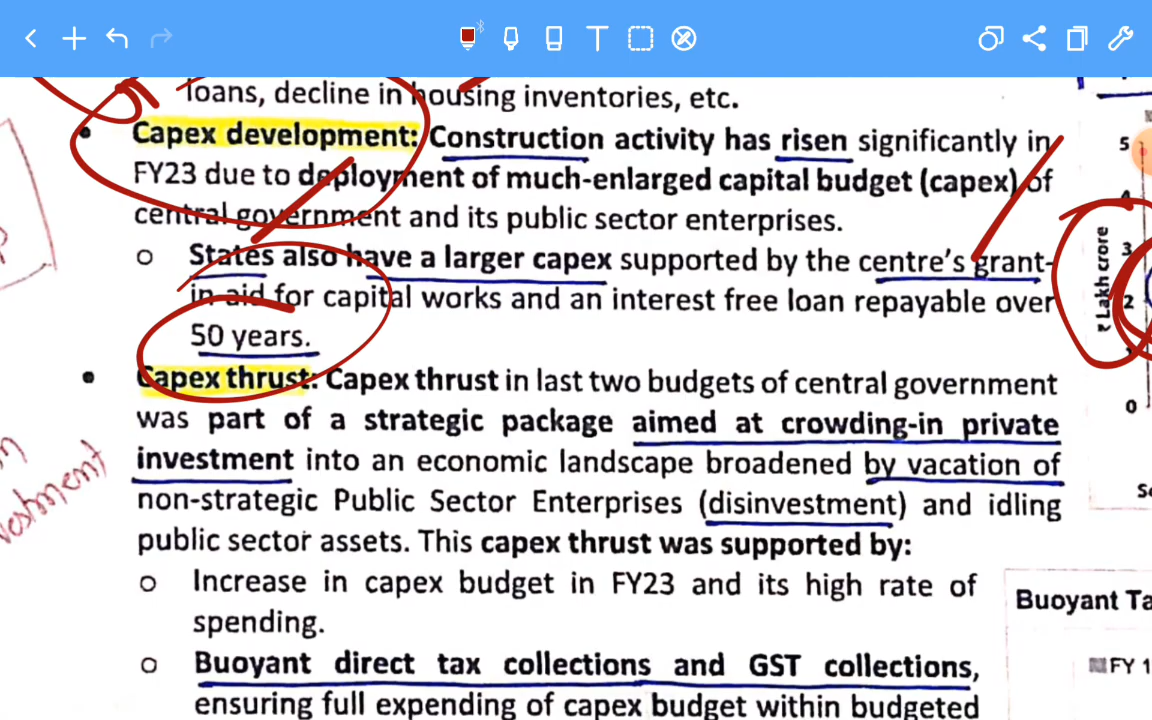 loans, decline in housing inventories, etc.
• Capex development: Construction activity has risen significantly in
FY23 due to deployment of much-enlarged capital budget (capex) of
central government and its public sector enterprises.
o States also have a larger capex supported by the centre's grant-
in-aid for capital works and an interest free loan repayable over
50 years.
• Capex thrust: Capex thrust in last two budgets of central government
was part of a strategic package aimed at crowding-in private
investment into an economic landscape broadened by vacation of
non-strategic Public Sector Enterprises (disinvestment) and idling
public sector assets. This capex thrust was supported by:
o Increase in capex budget in FY23 and its high rate of
spending.
o Buoyant direct tax collections and GST collections,
ensuring full expending of capex budget within budgeted
5
₹ Lakh crore
3
2
0
Buoyant Ta
FY 1